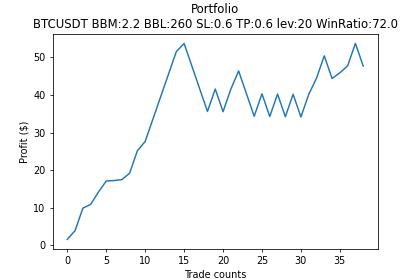 Portfolio
BTCUSDT BBM:2.2 BBL:260 SL:0.6 TP:0.6 lev:20 WinRatio:72.0
50
40
30
20
10
0
Profit ($)
0 5 10 15 20 25 30 35
Trade counts